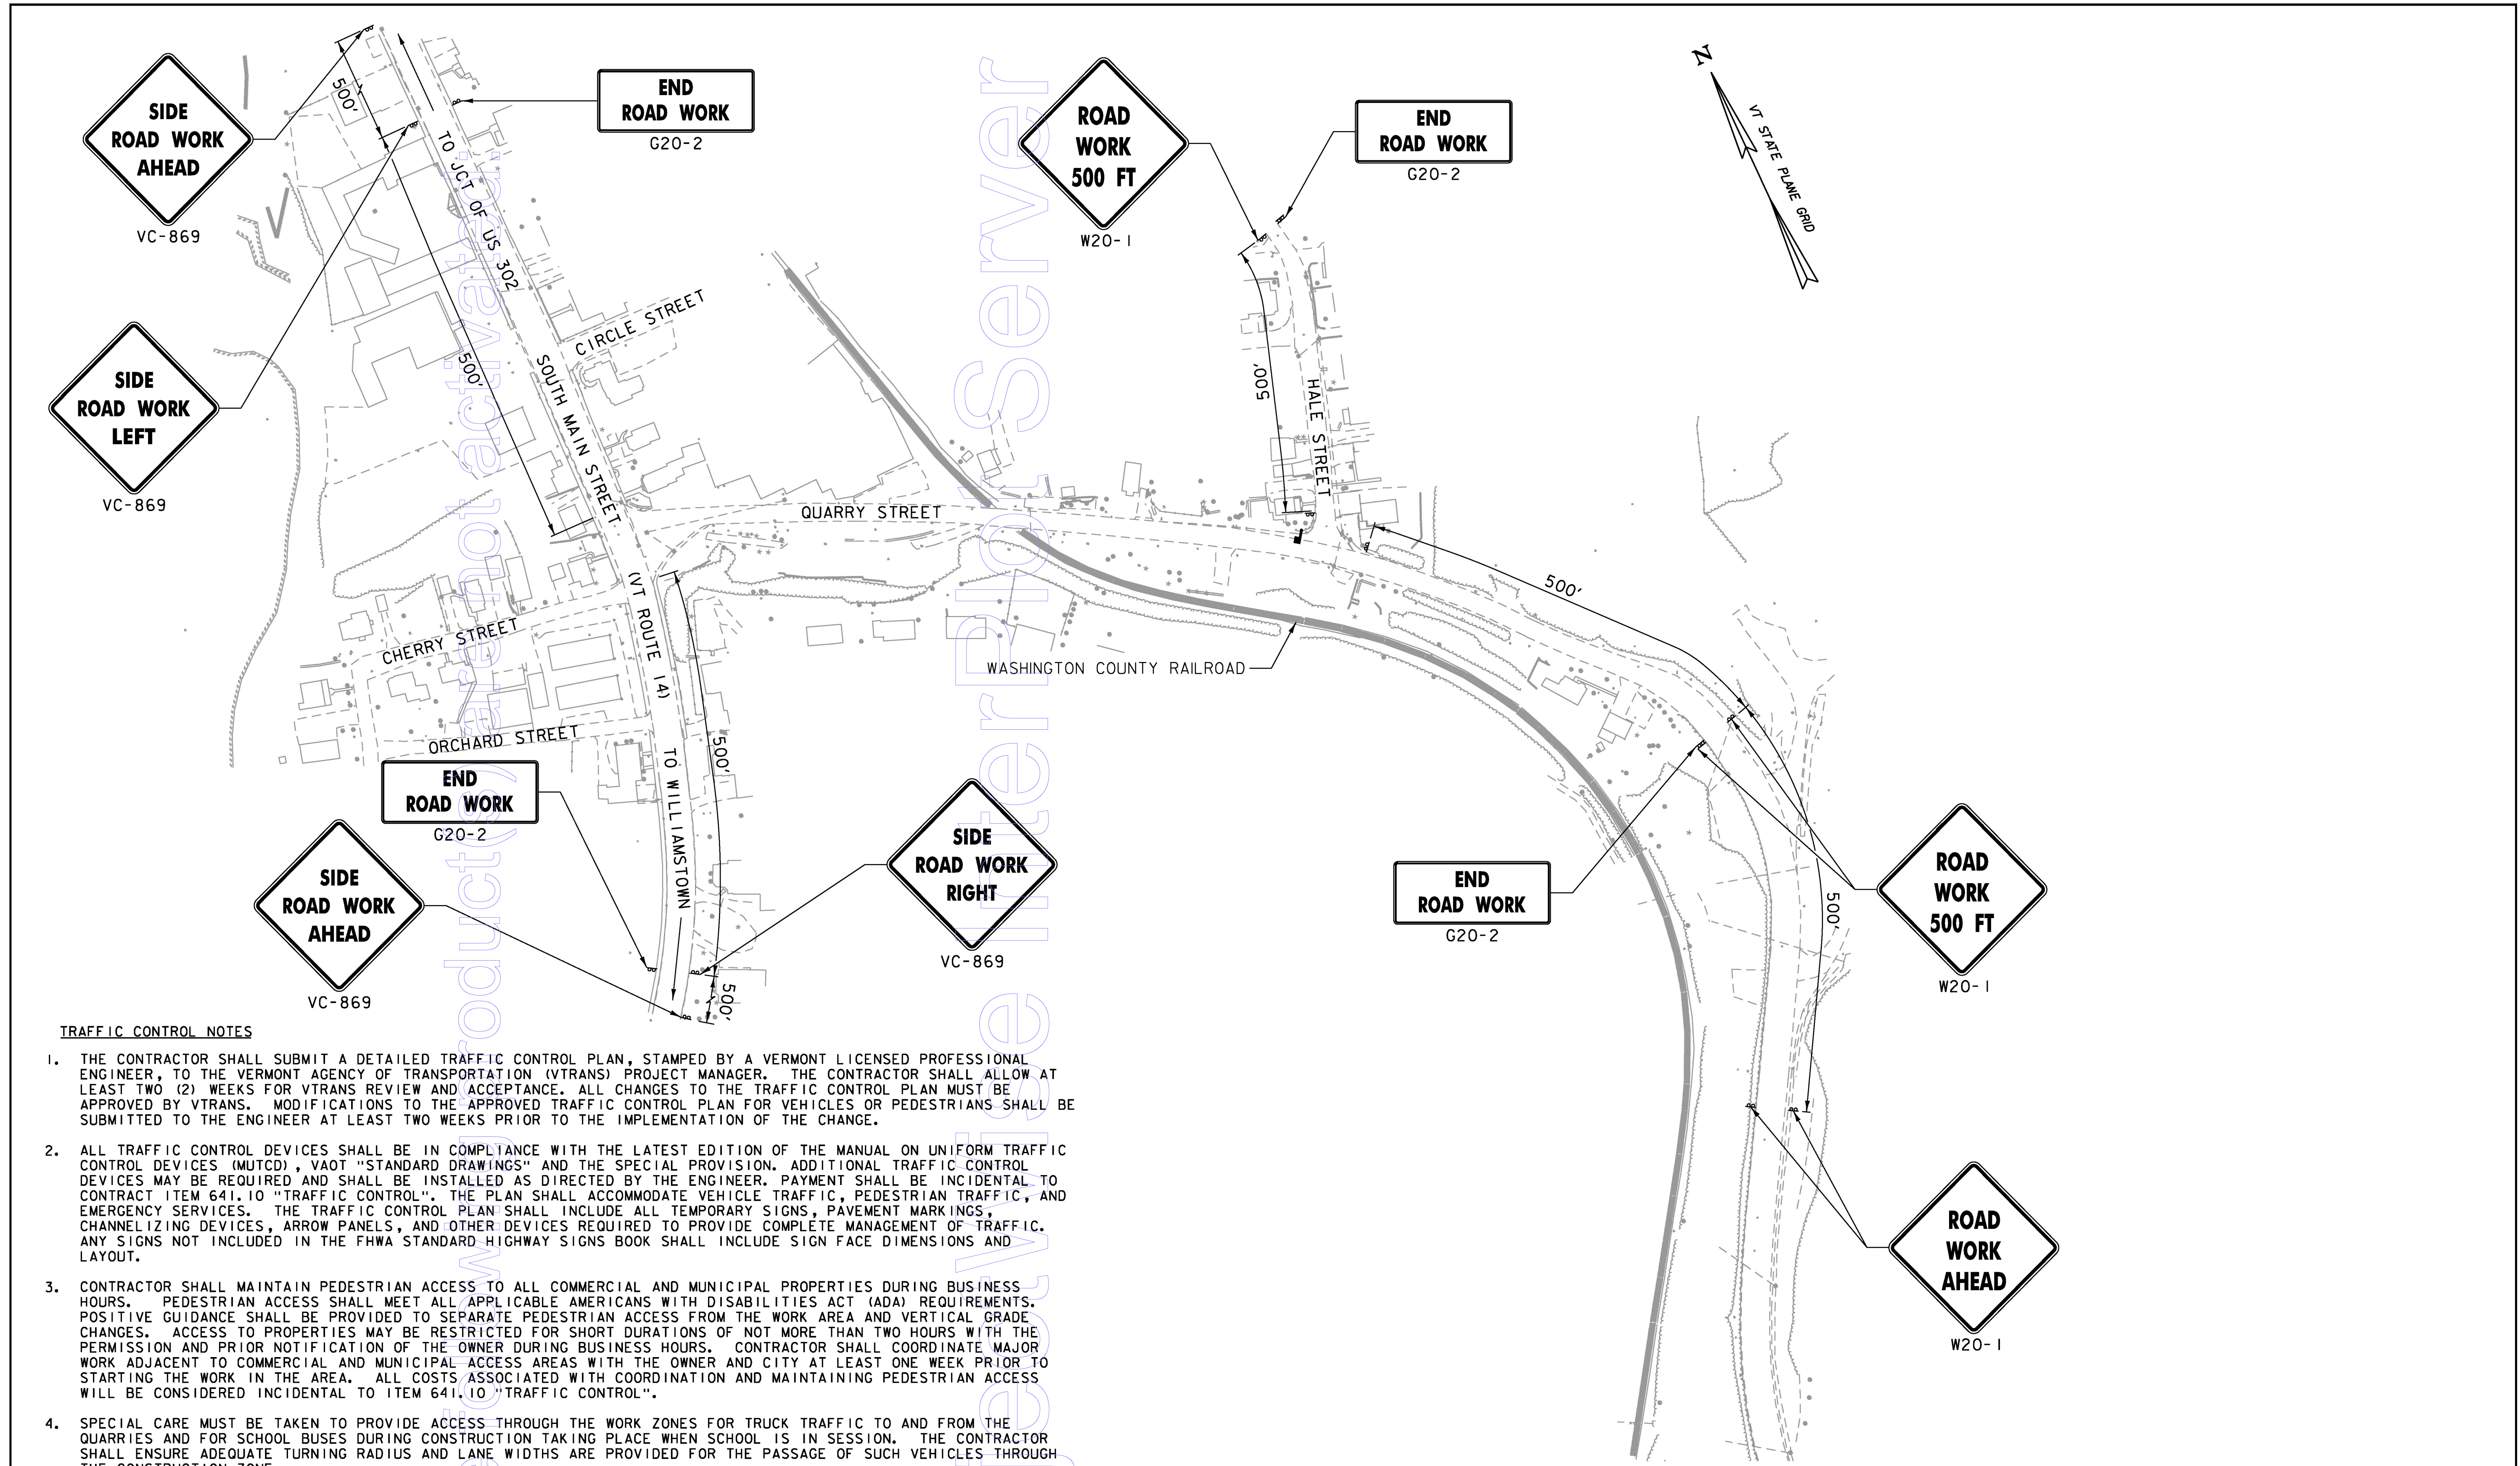 SIDE
ROAD WORK
AHEAD
VC-869
500'
END
ROAD WORK
G20-2
TO JCT OF US 302
ROAD
WORK
500 FT
W20-1
END
ROAD WORK
G20-2
N
VT STATE PLANE GRID
SIDE
ROAD WORK
LEFT
VC-869
500'
CIRCLE STREET
SOUTH MAIN STREET
500'
HALE STREET
QUARRY STREET
500'
(VT ROUTE 14)
CHERRY STREET
WASHINGTON COUNTY RAILROAD
ORCHARD STREET
500'
TO WILLIAMSTOWN
END
ROAD WORK
G20-2
SIDE
ROAD WORK
AHEAD
VC-869
SIDE
ROAD WORK
RIGHT
VC-869
500'
END
ROAD WORK
G20-2
ROAD
WORK
500 FT
W20-1
500'
ROAD
WORK
AHEAD
W20-1
TRAFFIC CONTROL NOTES
1. THE CONTRACTOR SHALL SUBMIT A DETAILED TRAFFIC CONTROL PLAN, STAMPED BY A VERMONT LICENSED PROFESSIONAL
ENGINEER, TO THE VERMONT AGENCY OF TRANSPORTATION (VTRANS) PROJECT MANAGER. THE CONTRACTOR SHALL ALLOW AT
LEAST TWO (2) WEEKS FOR VTRANS REVIEW AND ACCEPTANCE. ALL CHANGES TO THE TRAFFIC CONTROL PLAN MUST BE
APPROVED BY VTRANS. MODIFICATIONS TO THE APPROVED TRAFFIC CONTROL PLAN FOR VEHICLES OR PEDESTRIANS SHALL BE
SUBMITTED TO THE ENGINEER AT LEAST TWO WEEKS PRIOR TO THE IMPLEMENTATION OF THE CHANGE.
2. ALL TRAFFIC CONTROL DEVICES SHALL BE IN COMPLIANCE WITH THE LATEST EDITION OF THE MANUAL ON UNIFORM TRAFFIC
CONTROL DEVICES (MUTCD), VAOT "STANDARD DRAWINGS" AND THE SPECIAL PROVISION. ADDITIONAL TRAFFIC CONTROL
DEVICES MAY BE REQUIRED AND SHALL BE INSTALLED AS DIRECTED BY THE ENGINEER. PAYMENT SHALL BE INCIDENTAL TO
CONTRACT ITEM 641.10 "TRAFFIC CONTROL". THE PLAN SHALL ACCOMMODATE VEHICLE TRAFFIC, PEDESTRIAN TRAFFIC, AND
EMERGENCY SERVICES. THE TRAFFIC CONTROL PLAN SHALL INCLUDE ALL TEMPORARY SIGNS, PAVEMENT MARKINGS,
CHANNELIZING DEVICES, ARROW PANELS, AND OTHER DEVICES REQUIRED TO PROVIDE COMPLETE MANAGEMENT OF TRAFFIC.
ANY SIGNS NOT INCLUDED IN THE FHWA STANDARD HIGHWAY SIGNS BOOK SHALL INCLUDE SIGN FACE DIMENSIONS AND
LAYOUT.
3. CONTRACTOR SHALL MAINTAIN PEDESTRIAN ACCESS TO ALL COMMERCIAL AND MUNICIPAL PROPERTIES DURING BUSINESS
HOURS. PEDESTRIAN ACCESS SHALL MEET ALL APPLICABLE AMERICANS WITH DISABILITIES ACT (ADA) REQUIREMENTS.
POSITIVE GUIDANCE SHALL BE PROVIDED TO SEPARATE PEDESTRIAN ACCESS FROM THE WORK AREA AND VERTICAL GRADE
CHANGES. ACCESS TO PROPERTIES MAY BE RESTRICTED FOR SHORT DURATIONS OF NOT MORE THAN TWO HOURS WITH THE
PERMISSION AND PRIOR NOTIFICATION OF THE OWNER DURING BUSINESS HOURS. CONTRACTOR SHALL COORDINATE MAJOR
WORK ADJACENT TO COMMERCIAL AND MUNICIPAL ACCESS AREAS WITH THE OWNER AND CITY AT LEAST ONE WEEK PRIOR TO
STARTING THE WORK IN THE AREA. ALL COSTS ASSOCIATED WITH COORDINATION AND MAINTAINING PEDESTRIAN ACCESS
WILL BE CONSIDERED INCIDENTAL TO ITEM 641.10 "TRAFFIC CONTROL".
4. SPECIAL CARE MUST BE TAKEN TO PROVIDE ACCESS THROUGH THE WORK ZONES FOR TRUCK TRAFFIC TO AND FROM THE
QUARRIES AND FOR SCHOOL BUSES DURING CONSTRUCTION TAKING PLACE WHEN SCHOOL IS IN SESSION. THE CONTRACTOR
SHALL ENSURE ADEQUATE TURNING RADIUS AND LANE WIDTHS ARE PROVIDED FOR THE PASSAGE OF SUCH VEHICLES THROUGH
THE CONSTRUCTION ZONE
following product(s) are not activated:
jectWise InterPlot Server